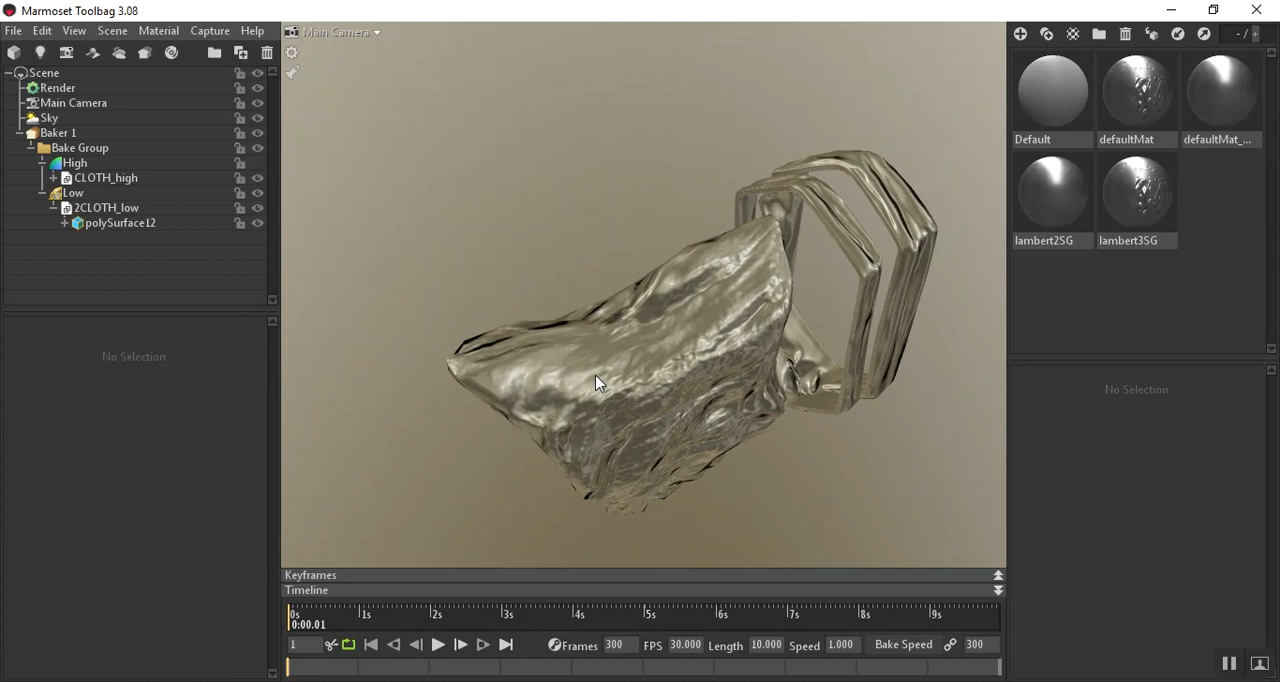 Marmoset Toolbag 3.08
File Edit View Scene Material Capture Help
Main Camera
- / +
Scene
Render
Main Camera
Sky
Baker 1
Bake Group
High
CLOTH_high
Low
2CLOTH_low
polySurface12
No Selection
Default defaultMat defaultMat_...
lambert2SG lambert3SG
No Selection
Keyframes
Timeline
0s 1s 2s 3s 4s 5s 6s 7s 8s 9s
0:00.01
1 Frames 300 FPS 30.000 Length 10.000 Speed 1.000 Bake Speed 300